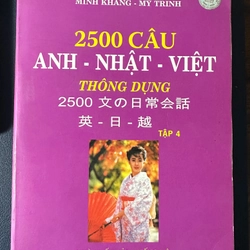 MINH KHANG - MỸ TRINH
2500 CÂU
ANH - NHẬT - VIỆT
THÔNG DỤNG
2500 文の日常会話
英 - 日 - 越
TẬP 4